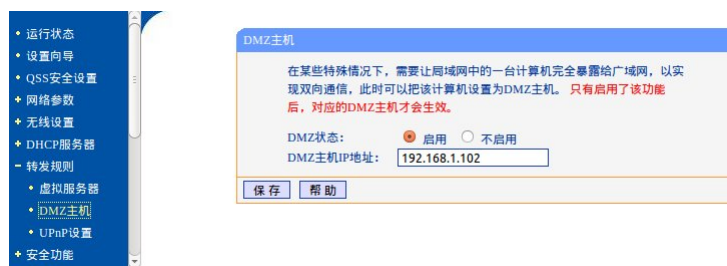 运行状态
设置向导
QSS安全设置
网络参数
无线设置
DHCP服务器
转发规则
虚拟服务器
DMZ主机
UPnP设置
安全功能
DMZ主机
在某些特殊情况下，需要让局域网中的一台计算机完全暴露给广域网，以实
现双向通信，此时可以把该计算机设置为DMZ主机。 只有启用了该功能
后，对应的DMZ主机才会生效。
DMZ状态： 启用 不启用
DMZ主机IP地址： 192.168.1.102
保存 帮助